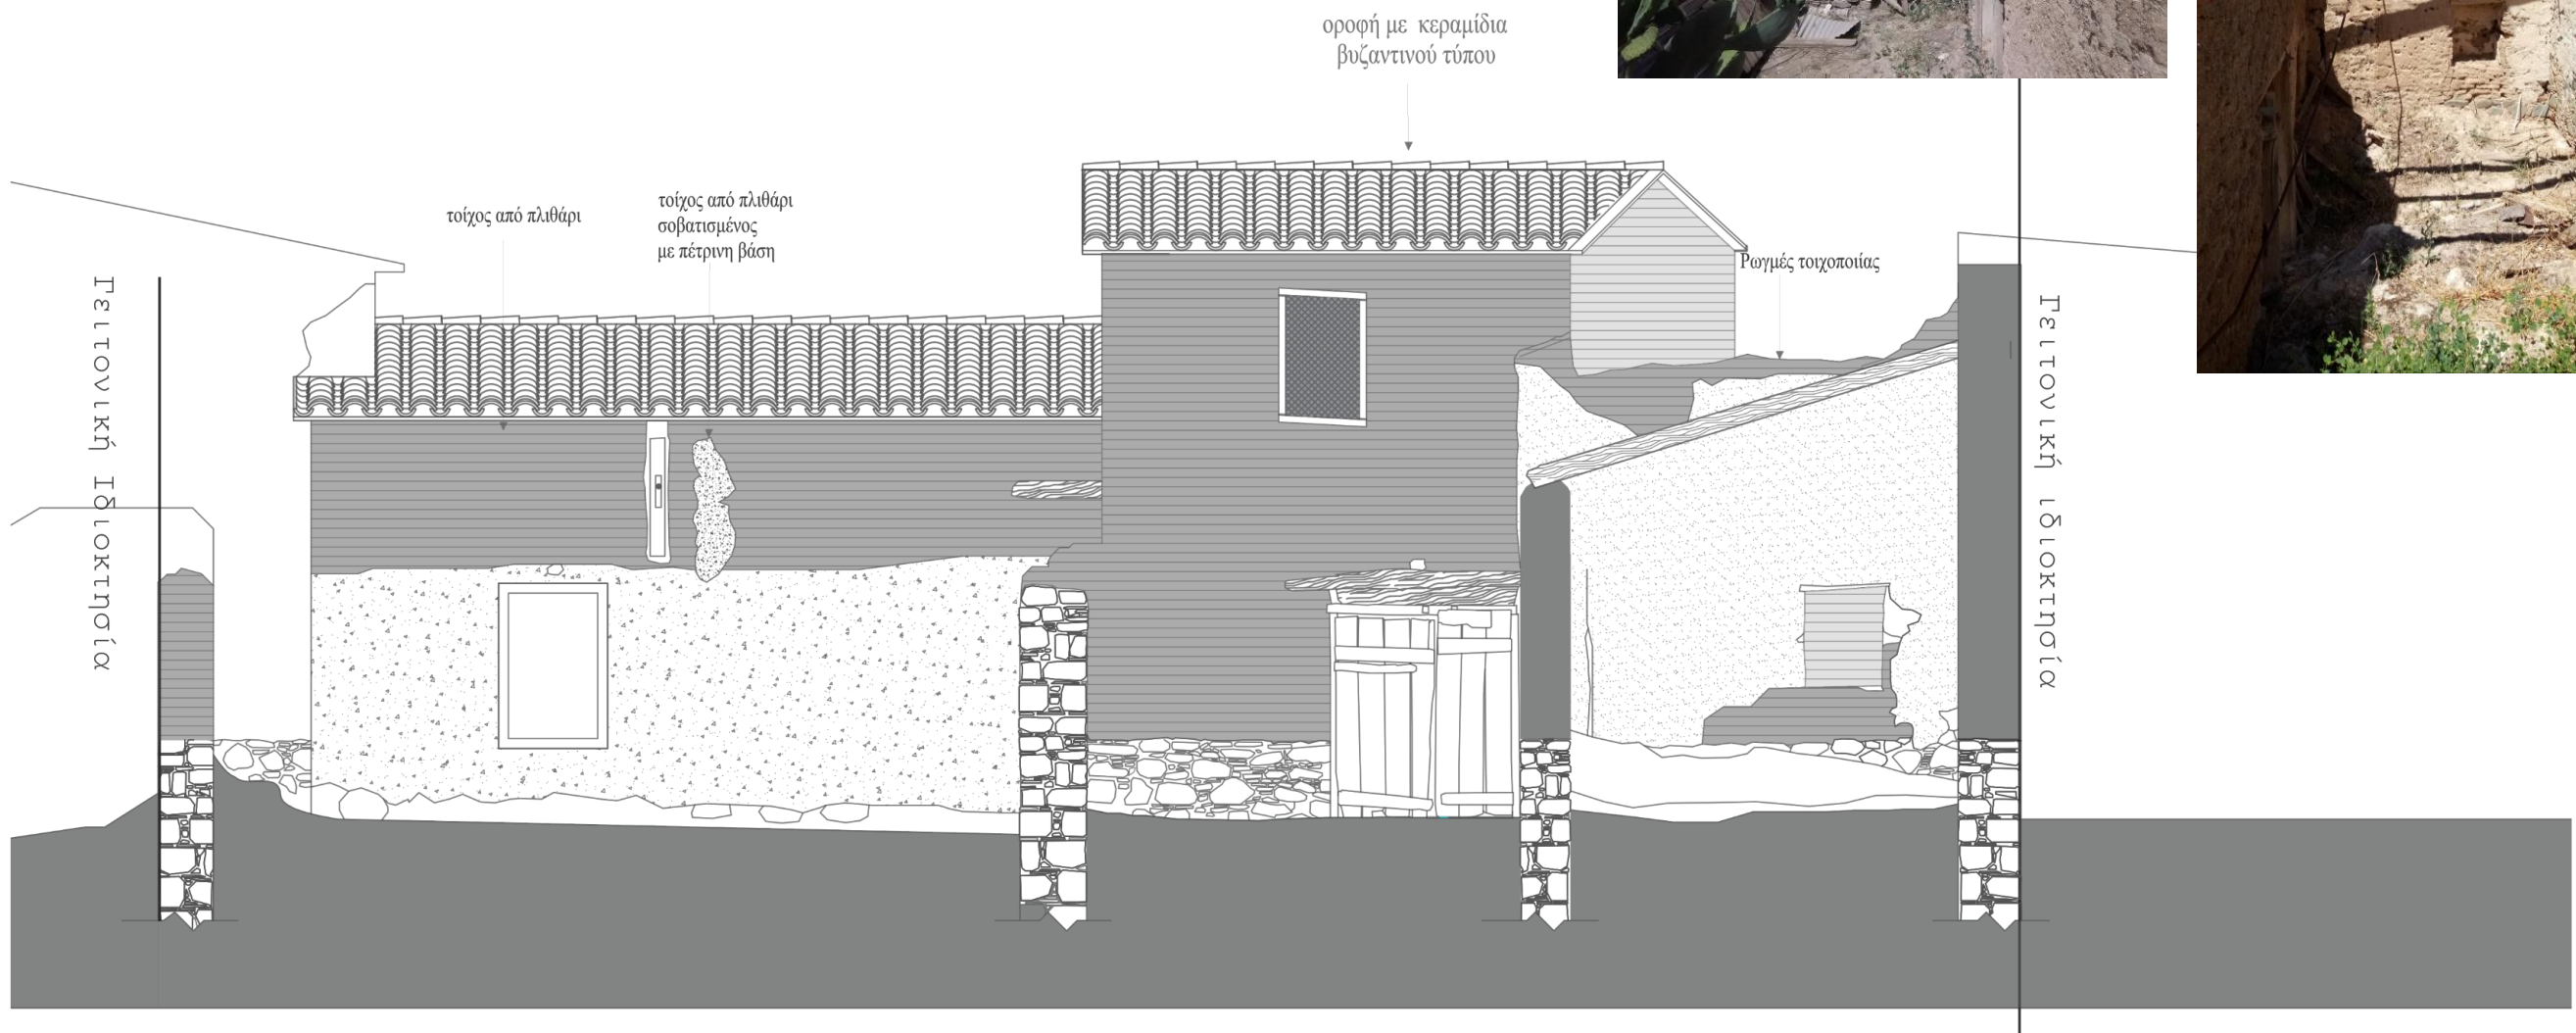 οροφή με κεραμίδια
βυζαντινού τύπου
τοίχος από πλιθάρι
τοίχος από πλιθάρι
σοβατισμένος
με πέτρινη βάση
Ρωγμές τοιχοποιίας
Γειτονική Ιδιοκτησία
Γειτονική ιδιοκτησία